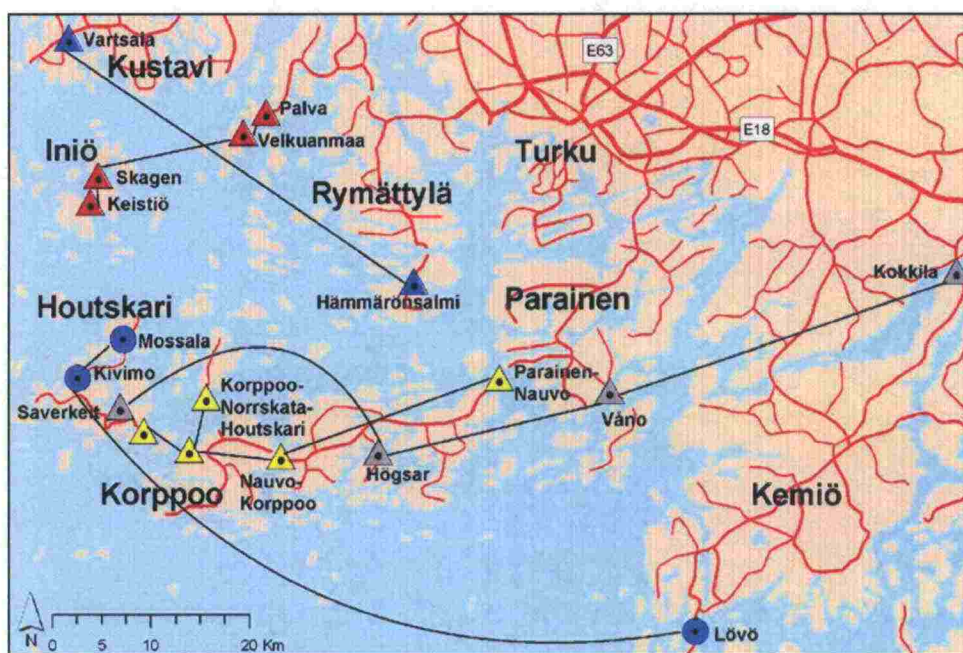 Vartsala
Kustavi
E63
Palva
Velkuanmaa
E18
Iniö
Turku
Skagen
Rymättylä
Keistiö
Kokkila
Hämmärönsalmi
Houtskari
Parainen
Mossala
Kivimo
Saverkeit
Korppoo-
Norrskata-
Houtskari
Parainen-
Nauvo
Våno
Högsar
Nauvo-
Korppoo
Korppoo
Kemiö
N
0 5 10 20 Km
Lövö